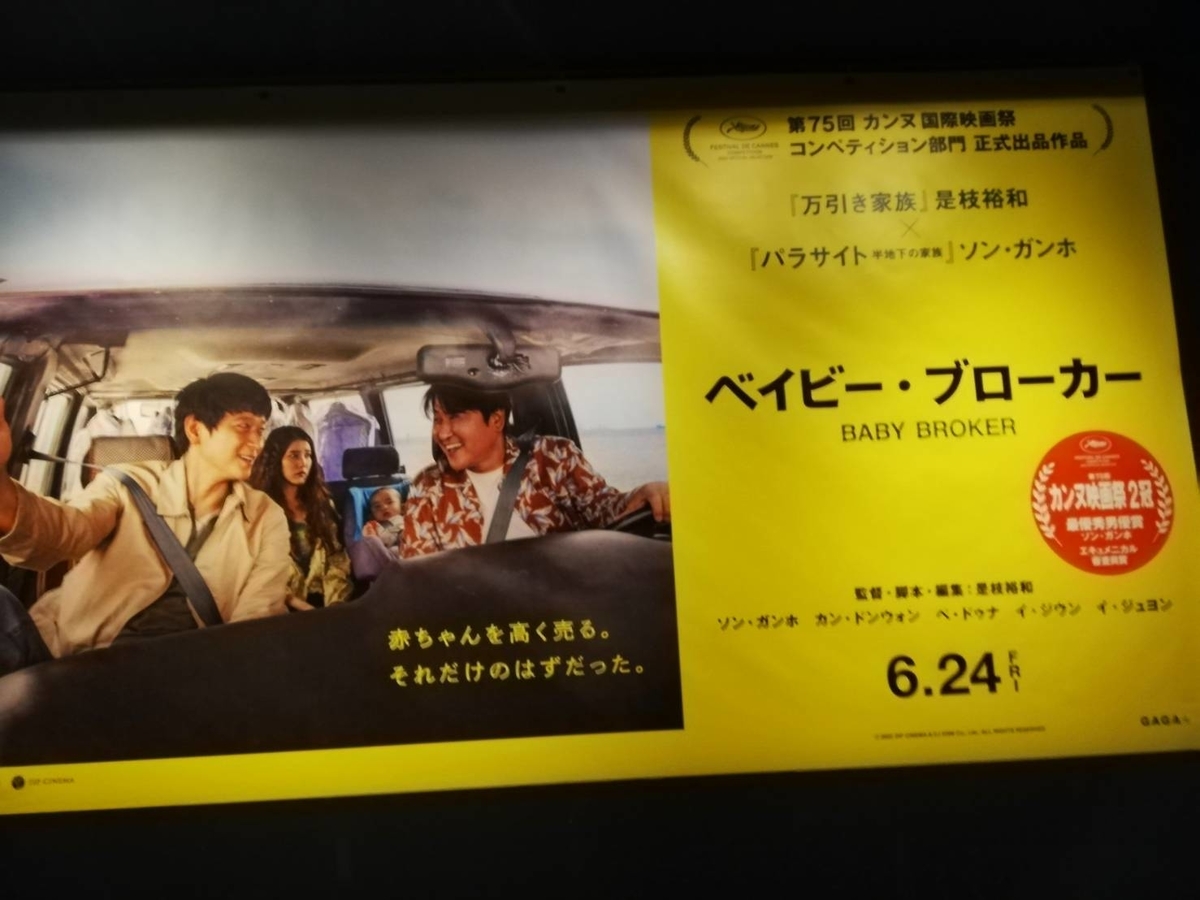 第75回 カンヌ国際映画祭
コンペティション部門 正式出品作品
FESTIVAL DE CANNES
『万引き家族』是枝裕和
×
『パラサイト 半地下の家族』ソン・ガンホ
ベイビー・ブローカー
BABY BROKER
カンヌ映画祭2冠
最優秀男優賞
ソン・ガンホ
エキュメニカル
審査員賞
赤ちゃんを高く売る。
それだけのはずだった。
監督・脚本・編集：是枝裕和
ソン・ガンホ カン・ドンウォン ペ・ドゥナ イ・ジウン イ・ジュヨン
6.24 FRI
GAGA